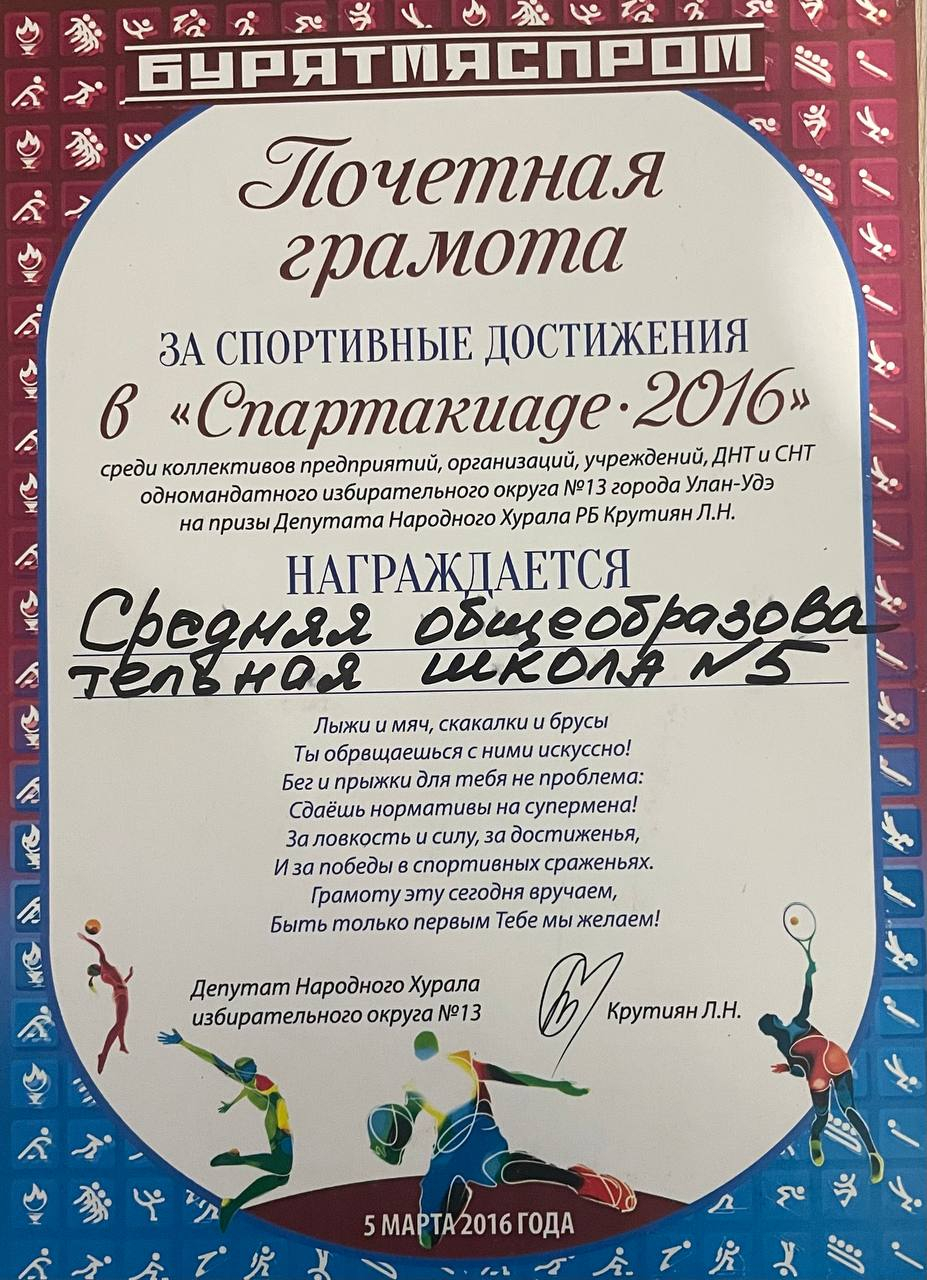 БУРЯТМЯСПРОМ
Почетная
грамота
ЗА СПОРТИВНЫЕ ДОСТИЖЕНИЯ
в «Спартакиаде·2016»
среди коллективов предприятий, организаций, учреждений, ДНТ и СНТ
одномандатного избирательного округа №13 города Улан-Удэ
на призы Депутата Народного Хурала РБ Крутиян Л.Н.
НАГРАЖДАЕТСЯ
Средняя общеобразова
тельная школа №5
Лыжи и мяч, скакалки и брусы
Ты обрвщаешься с ними искуссно!
Бег и прыжки для тебя не проблема:
Сдаёшь нормативы на супермена!
За ловкость и силу, за достиженья,
И за победы в спортивных сраженьях.
Грамоту эту сегодня вручаем,
Быть только первым Тебе мы желаем!
Депутат Народного Хурала
избирательного округа №13 Крутиян Л.Н.
5 МАРТА 2016 ГОДА